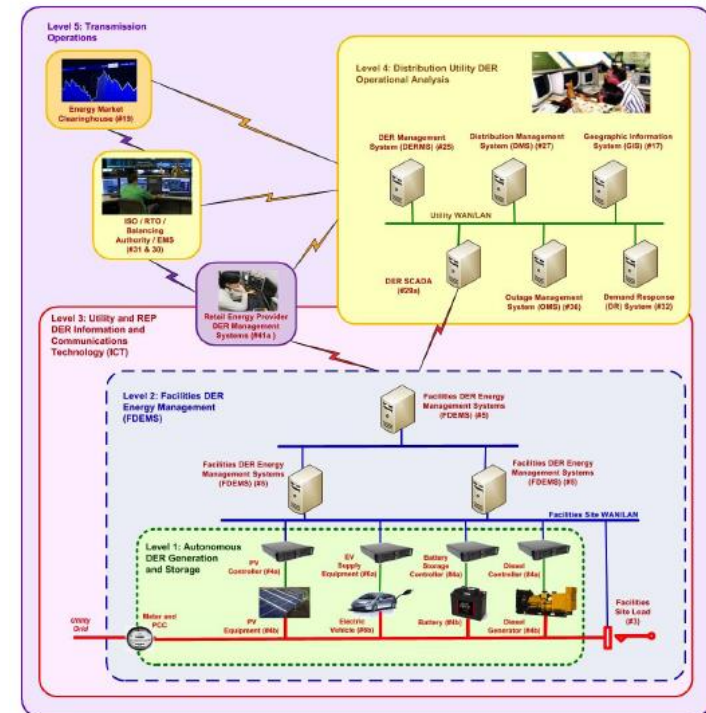 Level 5: Transmission
Operations
Energy Market
Clearinghouse (#19)
ISO / RTO /
Balancing
Authority / EMS
(#31 & 30)
Retail Energy Provider
DER Management
Systems (#41a )
Level 4: Distribution Utility DER
Operational Analysis
DER Management
System (DERMS) (#25)
Distribution Management
System (DMS) (#27)
Geographic Information
System (GIS) (#17)
Utility WAN/LAN
DER SCADA
(#29a)
Outage Management
System (OMS) (#36)
Demand Response
(DR) System (#32)
Level 3: Utility and REP
DER Information and
Communications
Technology (ICT)
Level 2: Facilities DER
Energy Management
(FDEMS)
Facilities DER Energy
Management Systems
(FDEMS) (#5)
Facilities DER Energy
Management Systems
(FDEMS) (#5)
Facilities DER Energy
Management Systems
(FDEMS) (#5)
Facilities Site WAN/LAN
Level 1: Autonomous
DER Generation
and Storage
PV
Controller (#4a)
EV
Supply
Equipment (#6a)
Battery
Storage
Controller (#4a)
Diesel
Controller (#4a)
Utility
Grid
Meter and
PCC
PV
Equipment (#4b)
Electric
Vehicle (#6b)
Battery (#4b)
Diesel
Generator (#4b)
Facilities
Site Load
(#3)